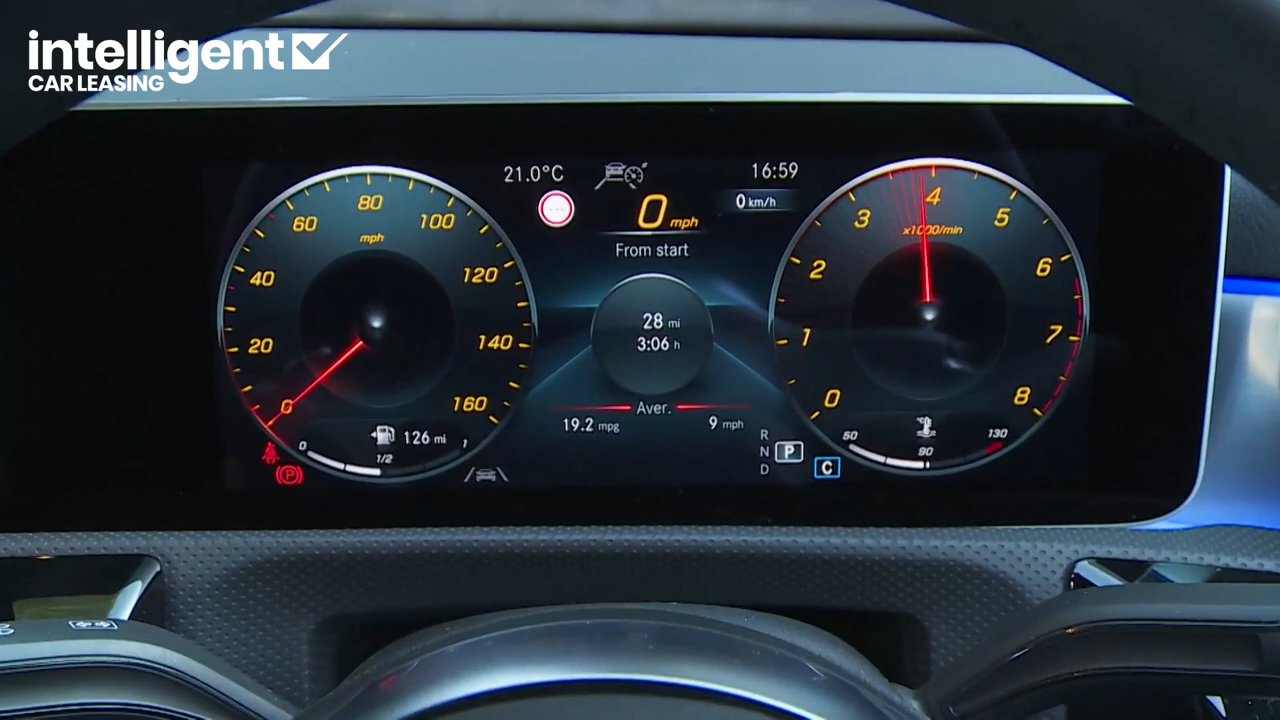 intelligent
CAR LEASING
21.0°C
16:59
0 mph
0 km/h
From start
28 mi
3:06 h
Aver.
19.2 mpg
9 mph
0
20
40
60
80
100
120
140
160
mph
126 mi
0
1/2
1
P
R
N
D
P
C
0
1
2
3
4
5
6
7
8
x1000/min
°C
50
90
130